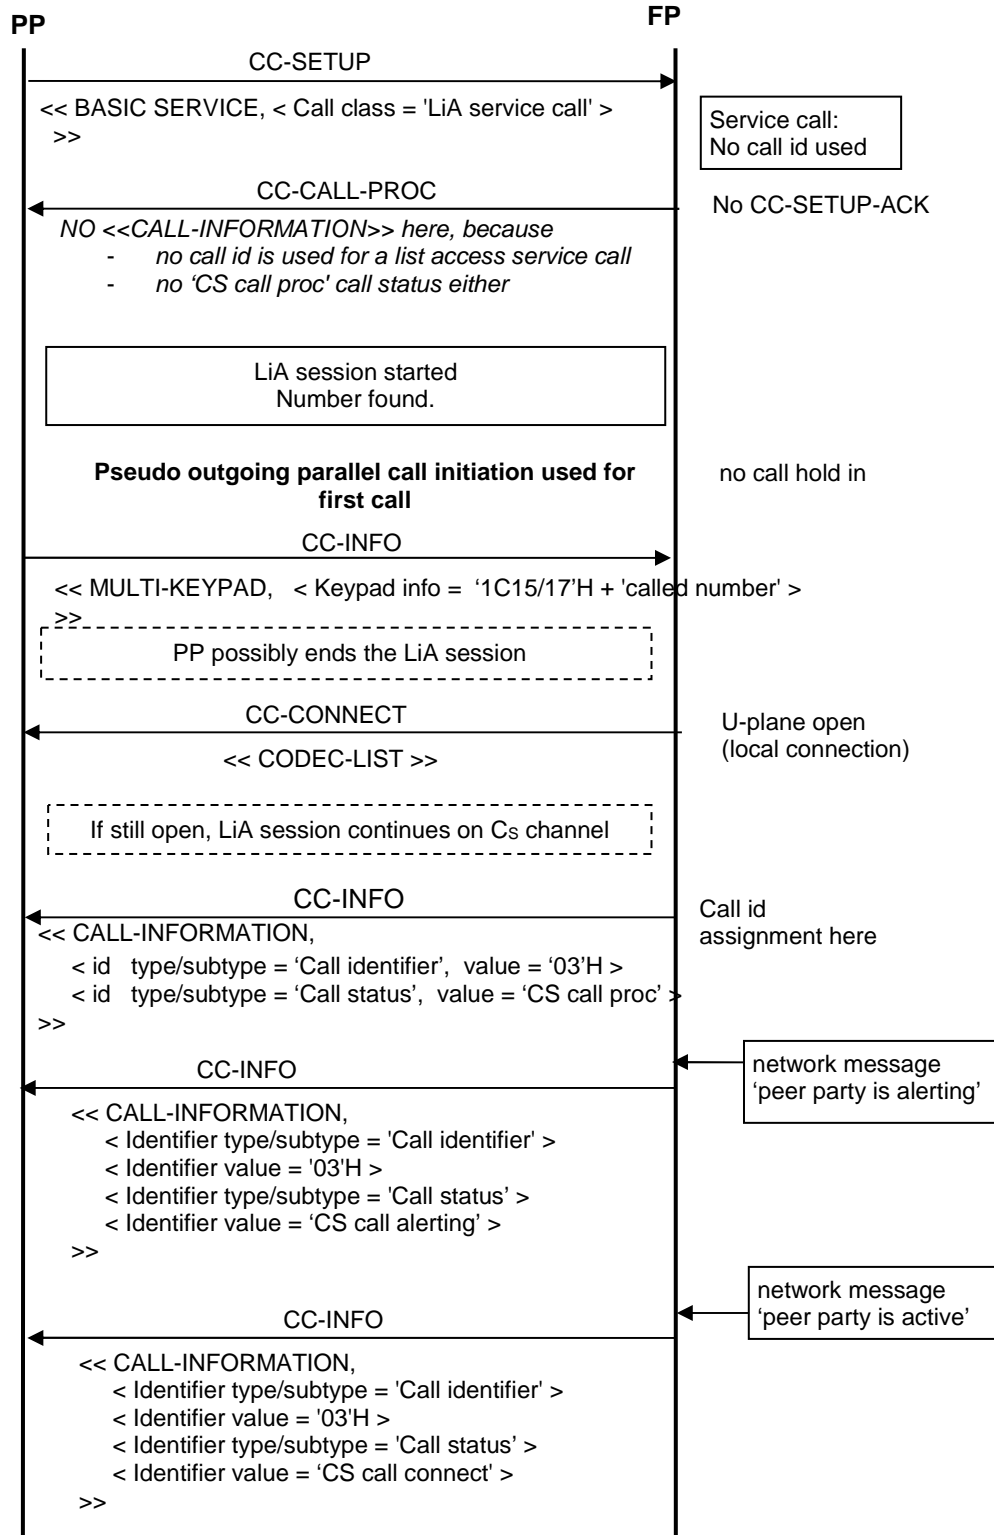 PP
FP
CC-SETUP
<< BASIC SERVICE, < Call class = 'LiA service call' >
>>
Service call:
No call id used
CC-CALL-PROC
No CC-SETUP-ACK
NO <<CALL-INFORMATION>> here, because
- no call id is used for a list access service call
- no ‘CS call proc' call status either
LiA session started
Number found.
Pseudo outgoing parallel call initiation used for
first call
no call hold in
CC-INFO
<< MULTI-KEYPAD, < Keypad info = ‘1C15/17’H + 'called number' >
>>
PP possibly ends the LiA session
CC-CONNECT
U-plane open
(local connection)
<< CODEC-LIST >>
If still open, LiA session continues on CS channel
CC-INFO
Call id
assignment here
<< CALL-INFORMATION,
< id type/subtype = ‘Call identifier’, value = ‘03’H >
< id type/subtype = ‘Call status’, value = ‘CS call proc’ >
>>
network message
‘peer party is alerting’
CC-INFO
<< CALL-INFORMATION,
< Identifier type/subtype = 'Call identifier' >
< Identifier value = '03'H >
< Identifier type/subtype = 'Call status’ >
< Identifier value = ‘CS call alerting’ >
>>
network message
‘peer party is active’
CC-INFO
<< CALL-INFORMATION,
< Identifier type/subtype = 'Call identifier' >
< Identifier value = '03'H >
< Identifier type/subtype = 'Call status’ >
< Identifier value = ‘CS call connect' >
>>